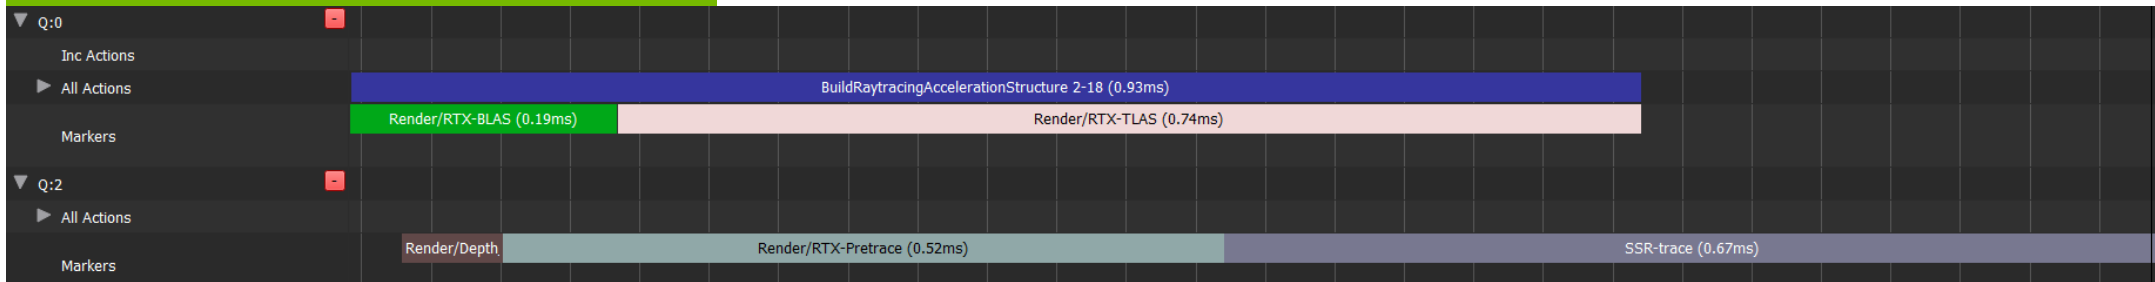 Q:0
-
Inc Actions
All Actions
BuildRaytracingAccelerationStructure 2-18 (0.93ms)
Markers
Render/RTX-BLAS (0.19ms)
Render/RTX-TLAS (0.74ms)
Q:2
-
All Actions
Markers
Render/Depth
Render/RTX-Pretrace (0.52ms)
SSR-trace (0.67ms)